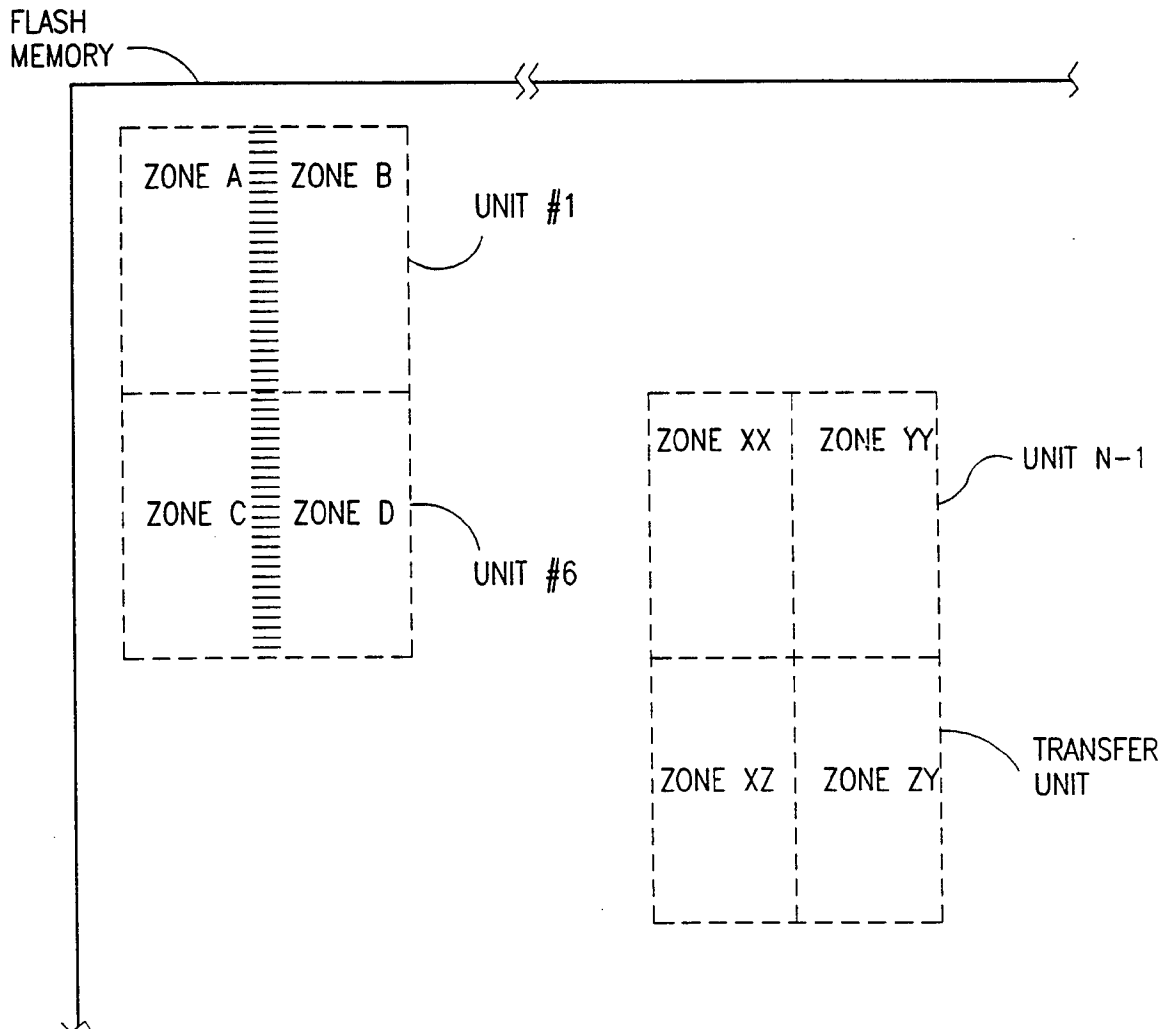 FLASH
MEMORY
ZONE A
ZONE B
UNIT #1
ZONE C
ZONE D
UNIT #6
ZONE XX
ZONE YY
UNIT N-1
ZONE XZ
ZONE ZY
TRANSFER
UNIT